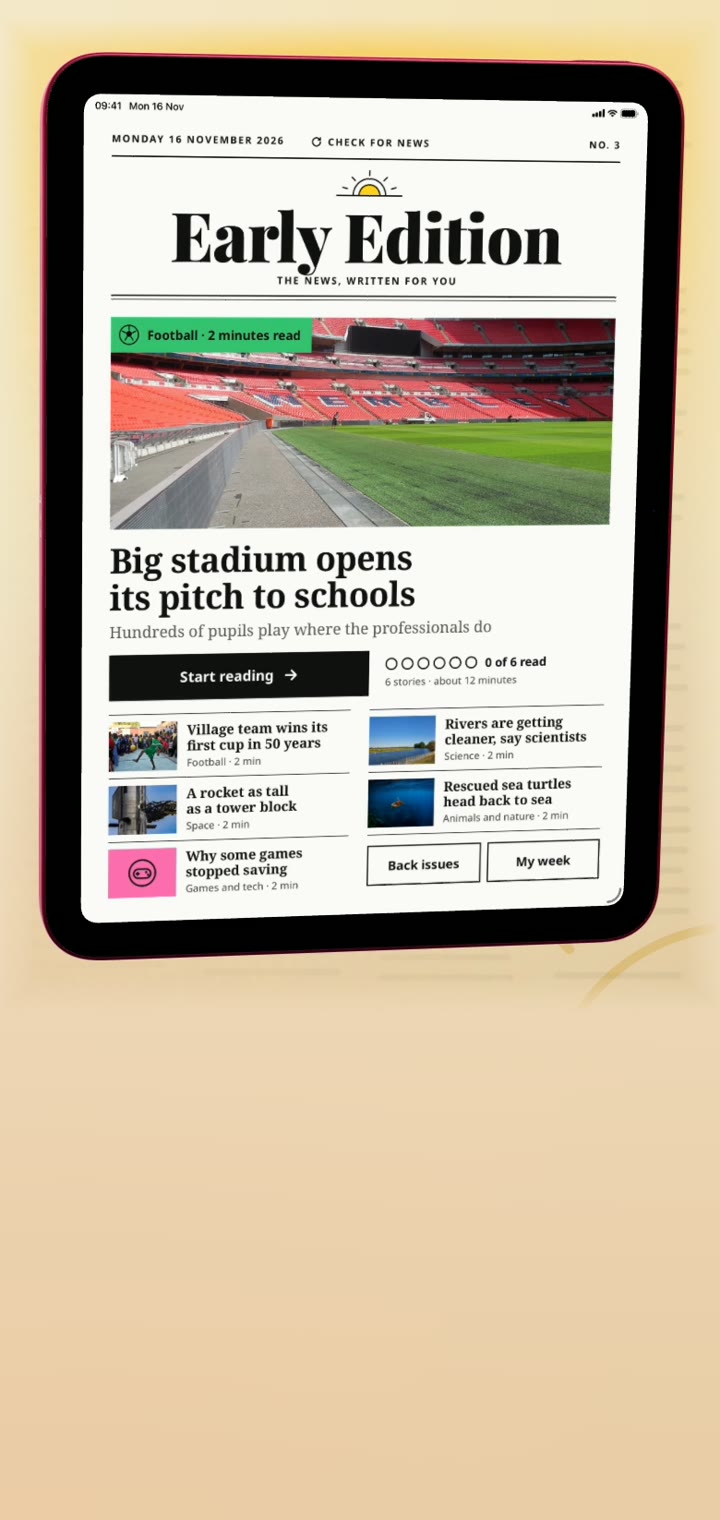 09:41 Mon 16 Nov
MONDAY 16 NOVEMBER 2026
CHECK FOR NEWS
NO. 3
Early Edition
THE NEWS, WRITTEN FOR YOU
Football · 2 minutes read
WEMBLEY
Big stadium opens
its pitch to schools
Hundreds of pupils play where the professionals do
Start reading →
0 of 6 read
6 stories · about 12 minutes
Village team wins its
first cup in 50 years
Football · 2 min
Rivers are getting
cleaner, say scientists
Science · 2 min
A rocket as tall
as a tower block
Space · 2 min
Rescued sea turtles
head back to sea
Animals and nature · 2 min
Why some games
stopped saving
Games and tech · 2 min
Back issues
My week